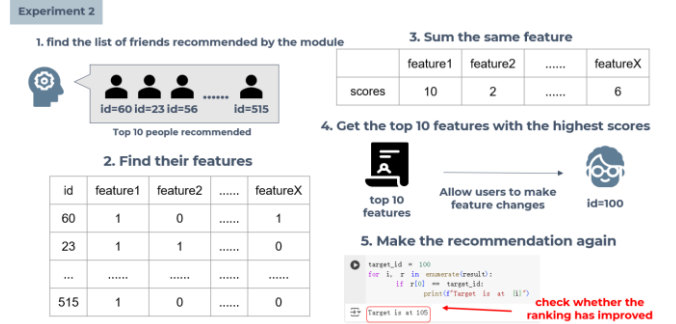 Experiment 2
1. find the list of friends recommended by the module
id=60 id=23 id=56 ...... id=515
Top 10 people recommended
2. Find their features
id feature1 feature2 ...... featureX
60 1 0 ...... 1
23 1 1 ...... 0
... ...... ...... ...... ......
515 1 0 ...... 0
3. Sum the same feature
feature1 feature2 ...... featureX
scores 10 2 ...... 6
4. Get the top 10 features with the highest scores
A
top 10
features
Allow users to make
feature changes
id=100
5. Make the recommendation again
target_id = 100
for i, r in enumerate(result):
if r[0] == target_id:
print(f"Target is at {i}")
Target is at 105
check whether the
ranking has improved